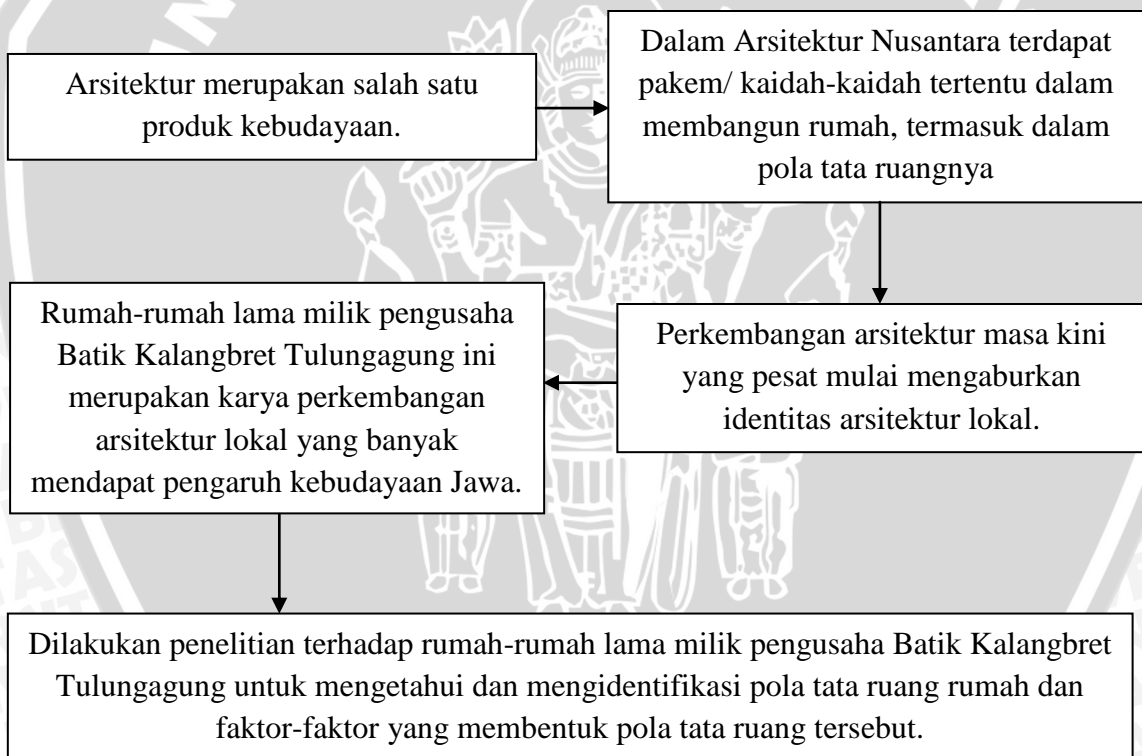 Arsitektur merupakan salah satu
produk kebudayaan.
Dalam Arsitektur Nusantara terdapat
pakem/ kaidah-kaidah tertentu dalam
membangun rumah, termasuk dalam
pola tata ruangnya
Perkembangan arsitektur masa kini
yang pesat mulai mengaburkan
identitas arsitektur lokal.
Rumah-rumah lama milik pengusaha
Batik Kalangbret Tulungagung ini
merupakan karya perkembangan
arsitektur lokal yang banyak
mendapat pengaruh kebudayaan Jawa.
Dilakukan penelitian terhadap rumah-rumah lama milik pengusaha Batik Kalangbret
Tulungagung untuk mengetahui dan mengidentifikasi pola tata ruang rumah dan
faktor-faktor yang membentuk pola tata ruang tersebut.